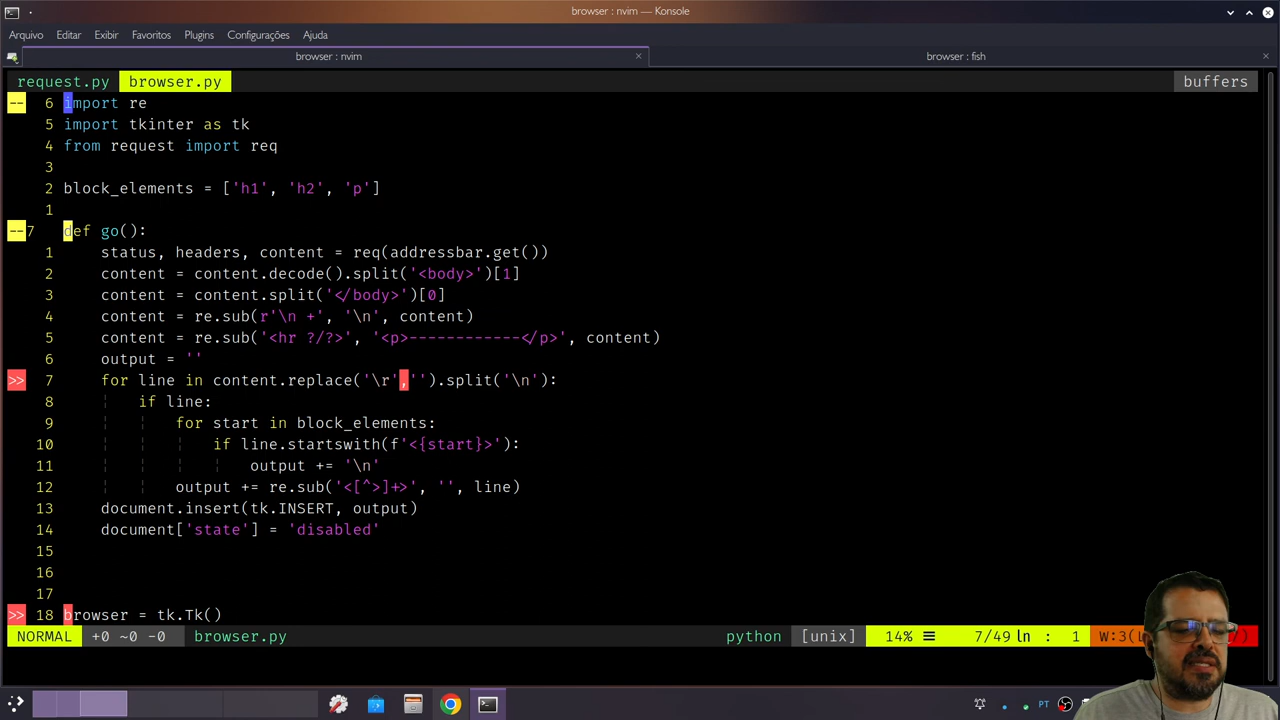 browser : nvim — Konsole
Arquivo Editar Exibir Favoritos Plugins Configurações Ajuda
browser : nvim browser : fish
request.py browser.py buffers
-- 6 import re
5 import tkinter as tk
4 from request import req
3
2 block_elements = ['h1', 'h2', 'p']
1
--7 def go():
1 status, headers, content = req(addressbar.get())
2 content = content.decode().split('<body>')[1]
3 content = content.split('</body>')[0]
4 content = re.sub(r'\n +', '\n', content)
5 content = re.sub('<hr ?/?>', '<p>------------</p>', content)
6 output = ''
>> 7 for line in content.replace('\r','').split('\n'):
8 if line:
9 for start in block_elements:
10 if line.startswith(f'<{start}>'):
11 output += '\n'
12 output += re.sub('<[^>]+>', '', line)
13 document.insert(tk.INSERT, output)
14 document['state'] = 'disabled'
15
16
17
>> 18 browser = tk.Tk()
NORMAL +0 ~0 -0 browser.py python [unix] 14% ☰ 7/49 ln : 1 W:3(
PT